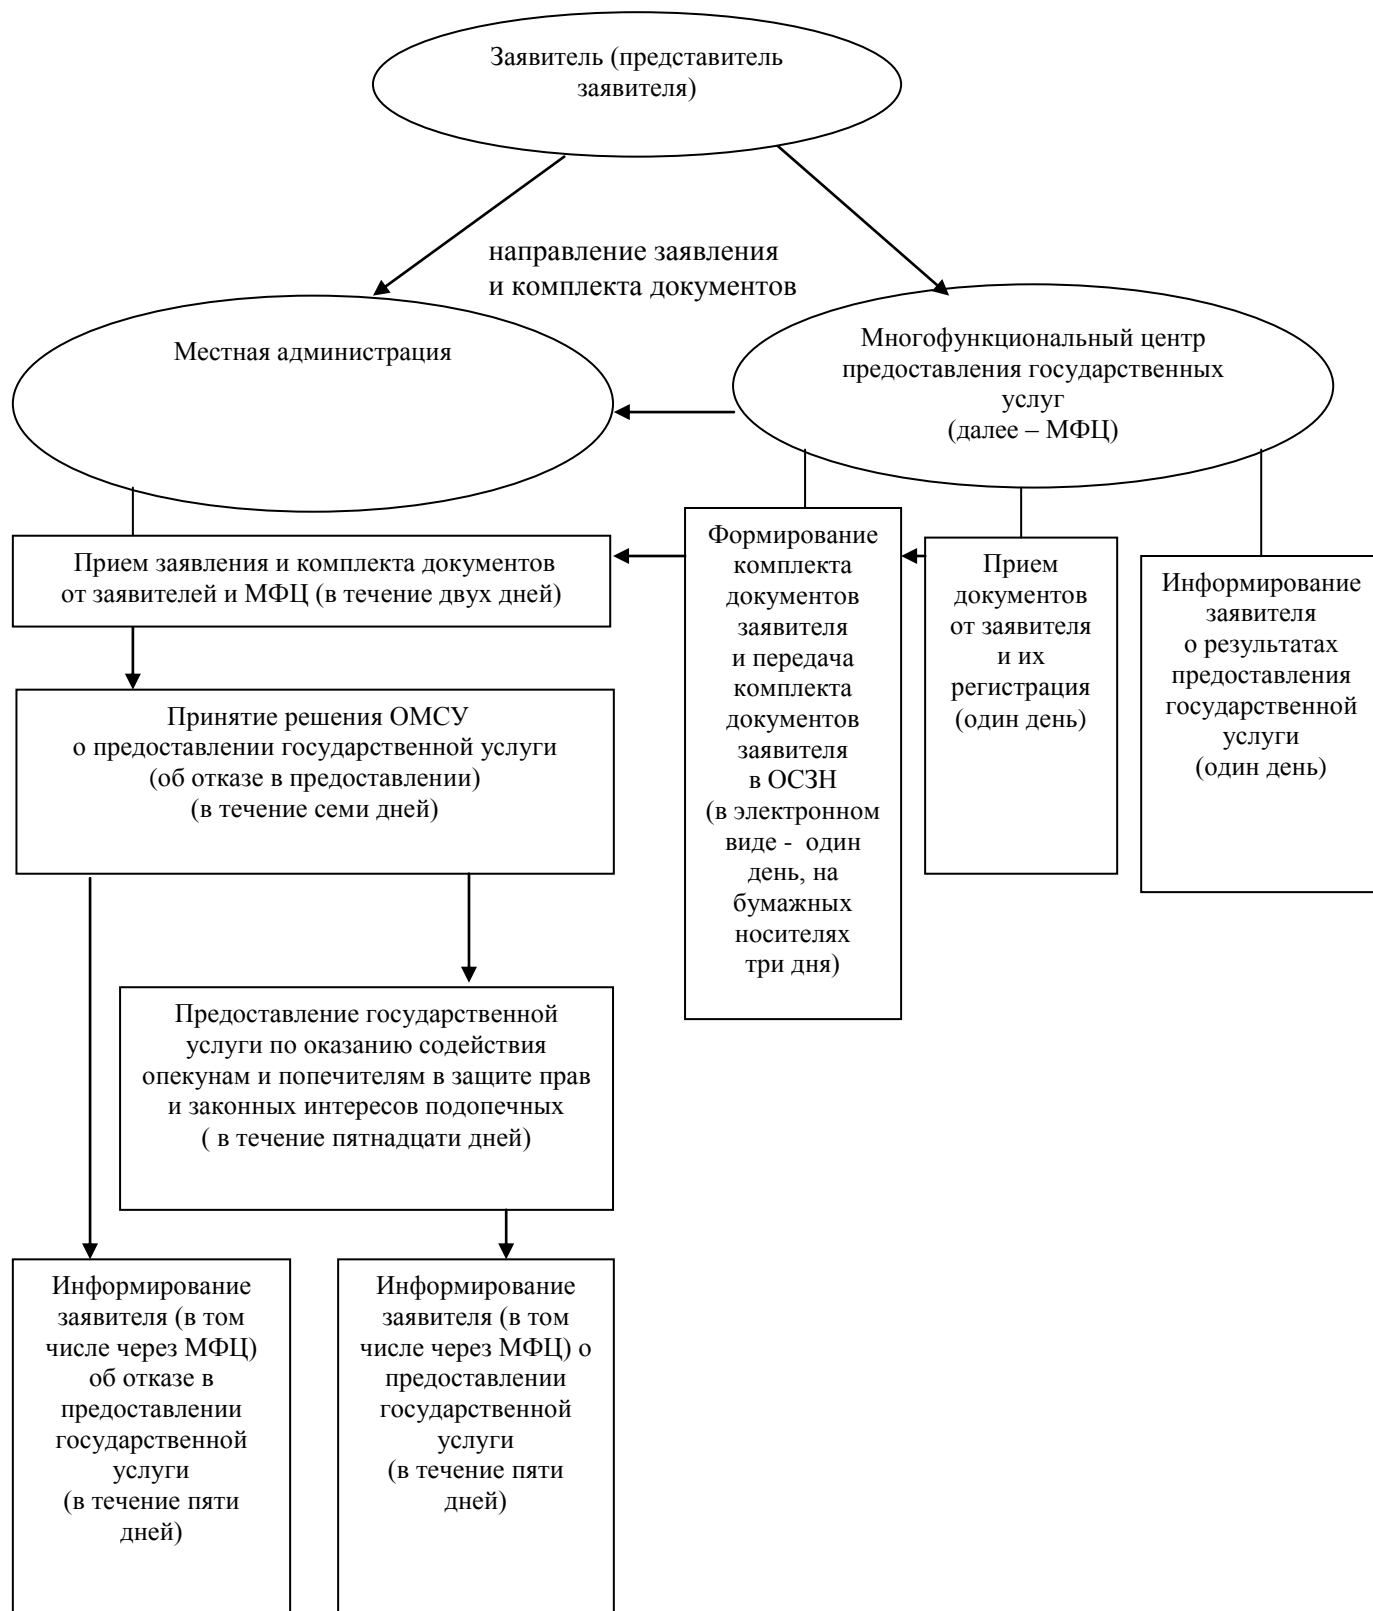 Заявитель (представитель
заявителя)
направление заявления
и комплекта документов
Местная администрация
Многофункциональный центр
предоставления государственных
услуг
(далее – МФЦ)
Прием заявления и комплекта документов
от заявителей и МФЦ (в течение двух дней)
Формирование
комплекта
документов
заявителя
и передача
комплекта
документов
заявителя
в ОСЗН
(в электронном
виде - один
день, на
бумажных
носителях
три дня)
Прием
документов
от заявителя
и их
регистрация
(один день)
Информирование
заявителя
о результатах
предоставления
государственной
услуги
(один день)
Принятие решения ОМСУ
о предоставлении государственной услуги
(об отказе в предоставлении)
(в течение семи дней)
Предоставление государственной
услуги по оказанию содействия
опекунам и попечителям в защите прав
и законных интересов подопечных
( в течение пятнадцати дней)
Информирование
заявителя (в том
числе через МФЦ)
об отказе в
предоставлении
государственной
услуги
(в течение пяти
дней)
Информирование
заявителя (в том
числе через МФЦ) о
предоставлении
государственной
услуги
(в течение пяти
дней)